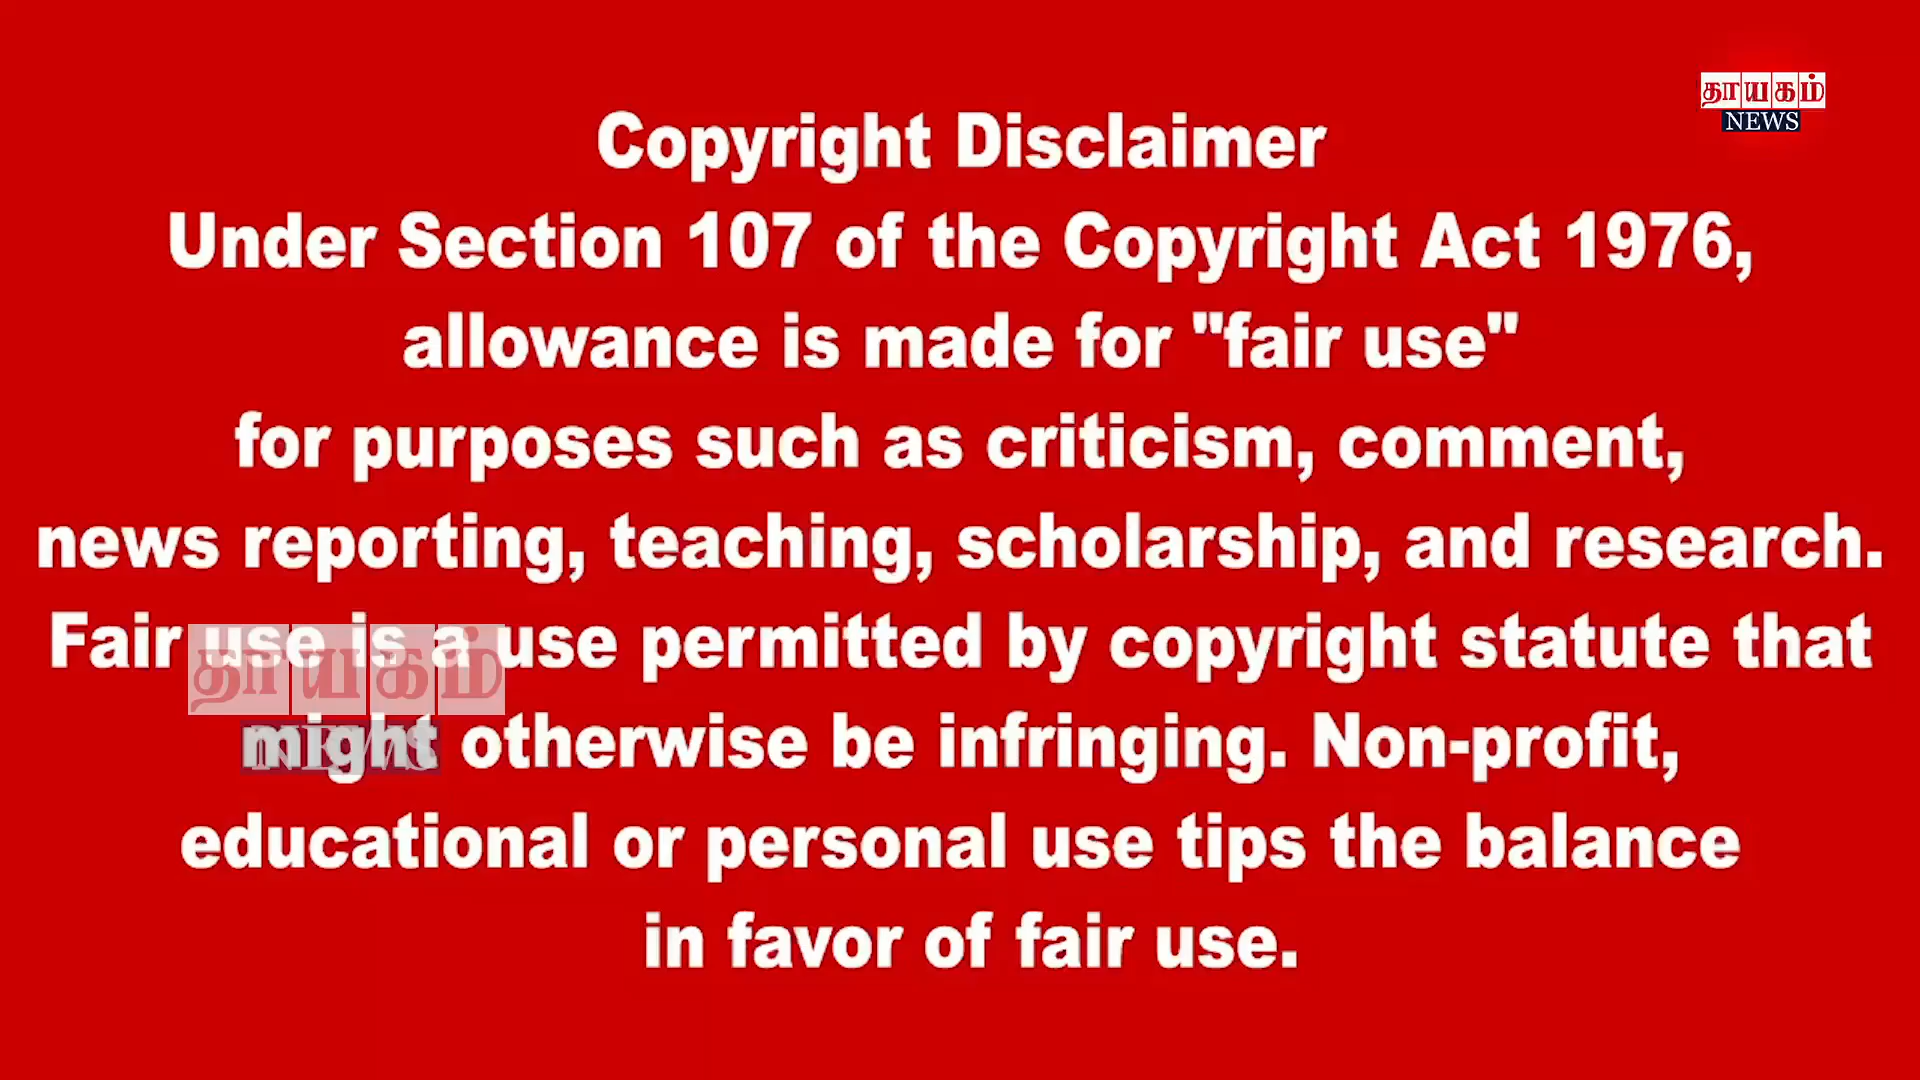 தாயகம்
NEWS
Copyright Disclaimer
Under Section 107 of the Copyright Act 1976,
allowance is made for "fair use"
for purposes such as criticism, comment,
news reporting, teaching, scholarship, and research.
Fair use is a use permitted by copyright statute that
might otherwise be infringing. Non-profit,
educational or personal use tips the balance
in favor of fair use.
தாயகம்
NEWS